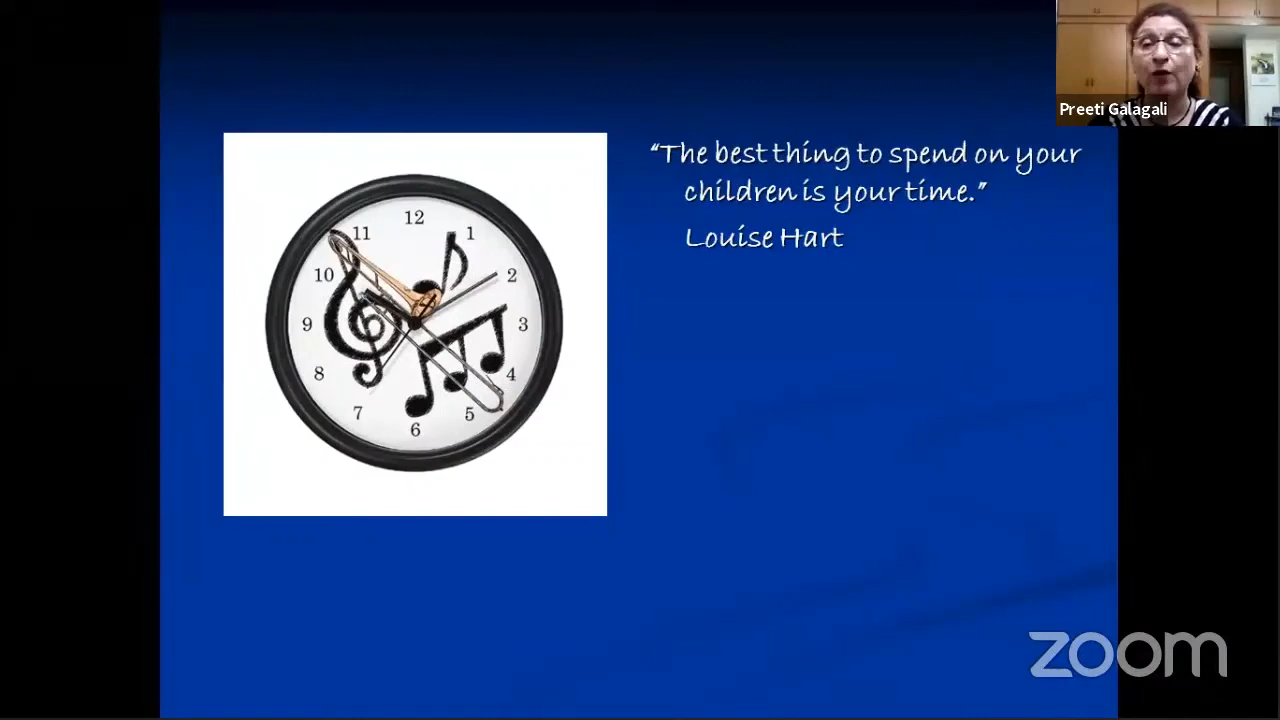 Preeti Galagali
“The best thing to spend on your
children is your time.”
Louise Hart
12
11
1
10
2
9
3
8
4
7
5
6
zoom